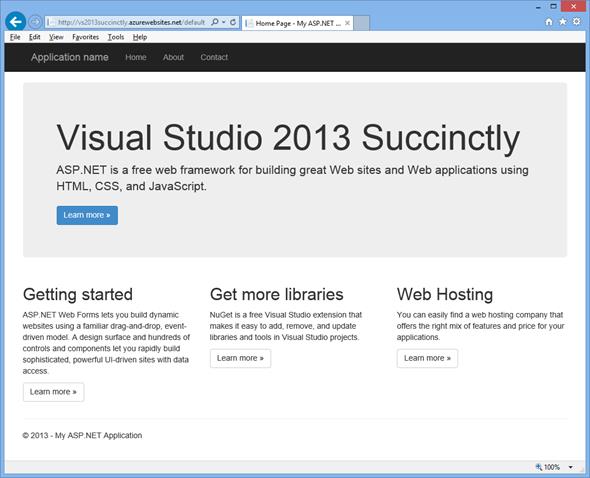 http://vs2013succinctly.azurewebsites.net/default
Home Page - My ASP.NET ...
File Edit View Favorites Tools Help
Application name Home About Contact
Visual Studio 2013 Succinctly
ASP.NET is a free web framework for building great Web sites and Web applications using
HTML, CSS, and JavaScript.
Learn more »
Getting started
ASP.NET Web Forms lets you build dynamic
websites using a familiar drag-and-drop, event-
driven model. A design surface and hundreds of
controls and components let you rapidly build
sophisticated, powerful UI-driven sites with data
access.
Learn more »
Get more libraries
NuGet is a free Visual Studio extension that
makes it easy to add, remove, and update
libraries and tools in Visual Studio projects.
Learn more »
Web Hosting
You can easily find a web hosting company that
offers the right mix of features and price for your
applications.
Learn more »
© 2013 - My ASP.NET Application
100%